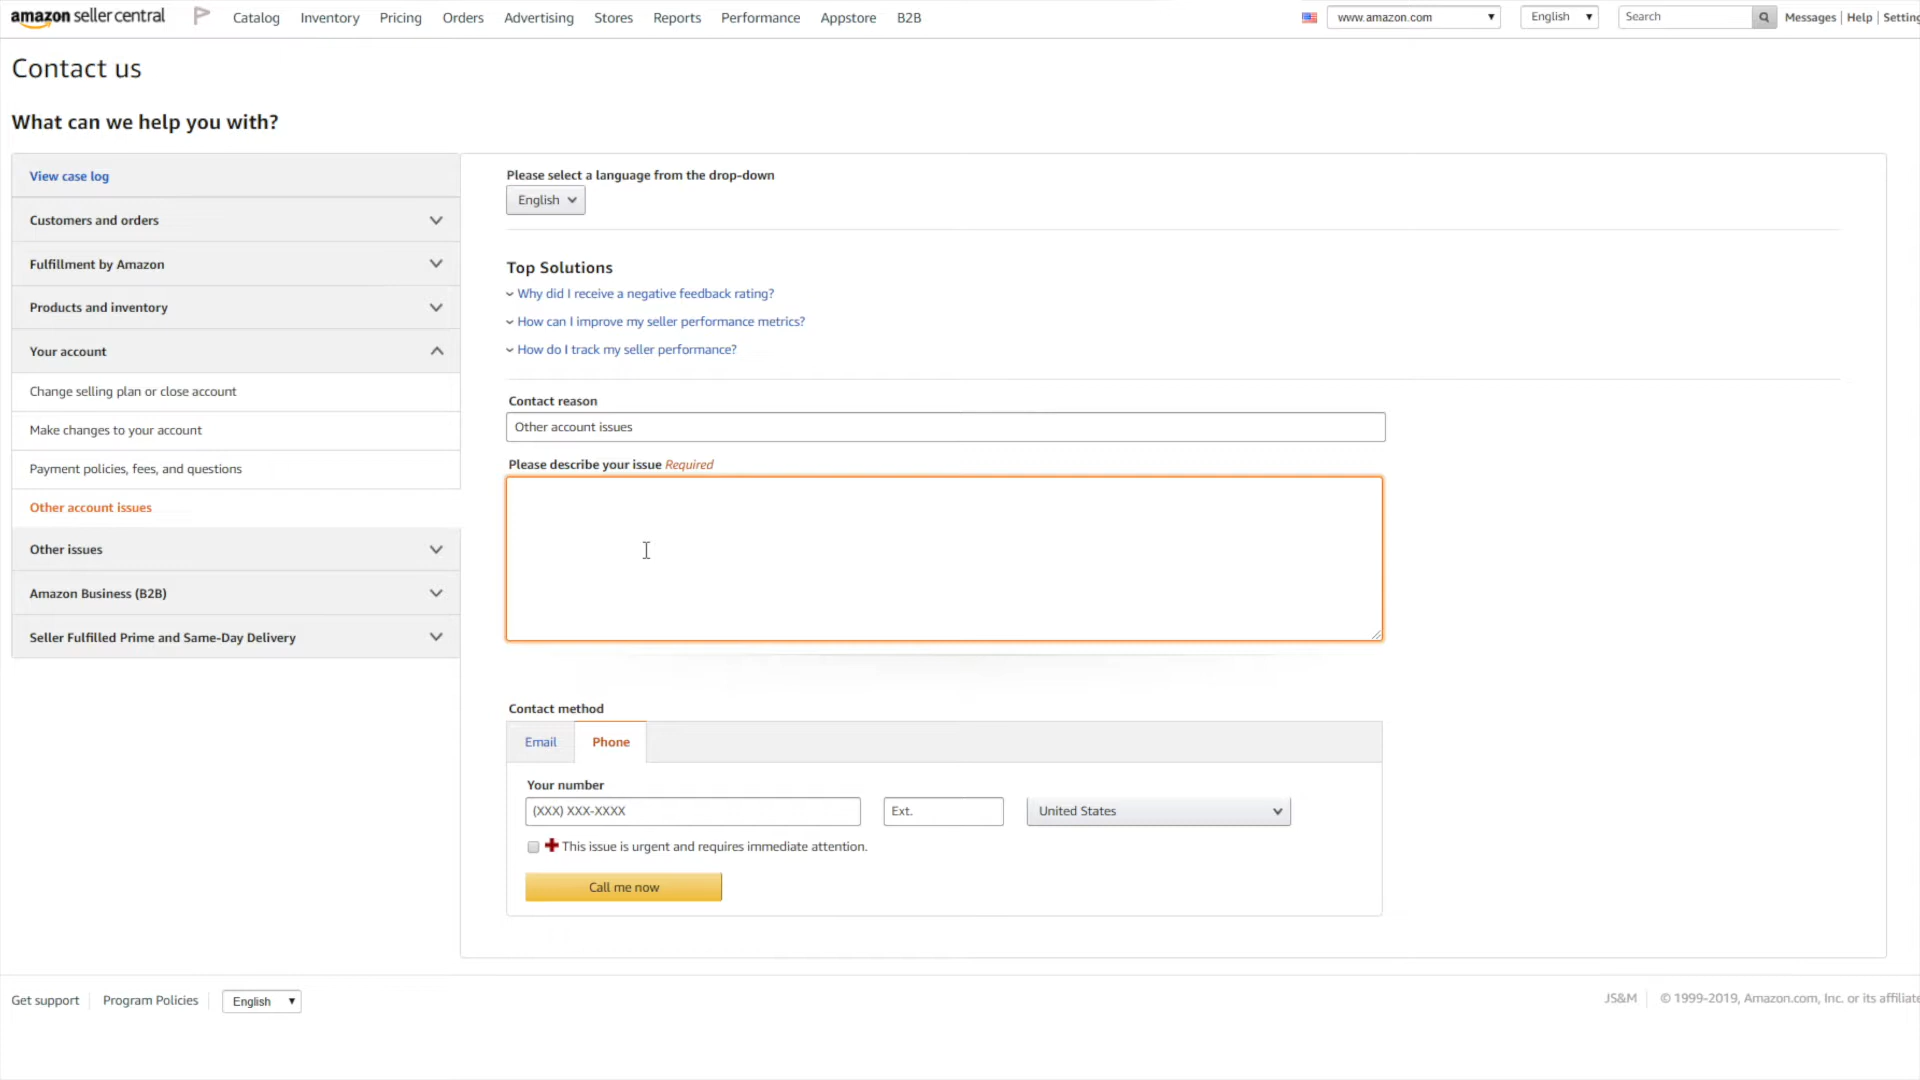 amazon seller central
Catalog Inventory Pricing Orders Advertising Stores Reports Performance Appstore B2B
www.amazon.com English Search Messages | Help | Setting
Contact us
What can we help you with?
View case log
Customers and orders
Fulfillment by Amazon
Products and inventory
Your account
Change selling plan or close account
Make changes to your account
Payment policies, fees, and questions
Other account issues
Other issues
Amazon Business (B2B)
Seller Fulfilled Prime and Same-Day Delivery
Please select a language from the drop-down
English
Top Solutions
Why did I receive a negative feedback rating?
How can I improve my seller performance metrics?
How do I track my seller performance?
Contact reason
Other account issues
Please describe your issue Required
Contact method
Email Phone
Your number
(XXX) XXX-XXXX Ext. United States
This issue is urgent and requires immediate attention.
Call me now
Get support Program Policies English
JS&M © 1999-2019, Amazon.com, Inc. or its affiliate